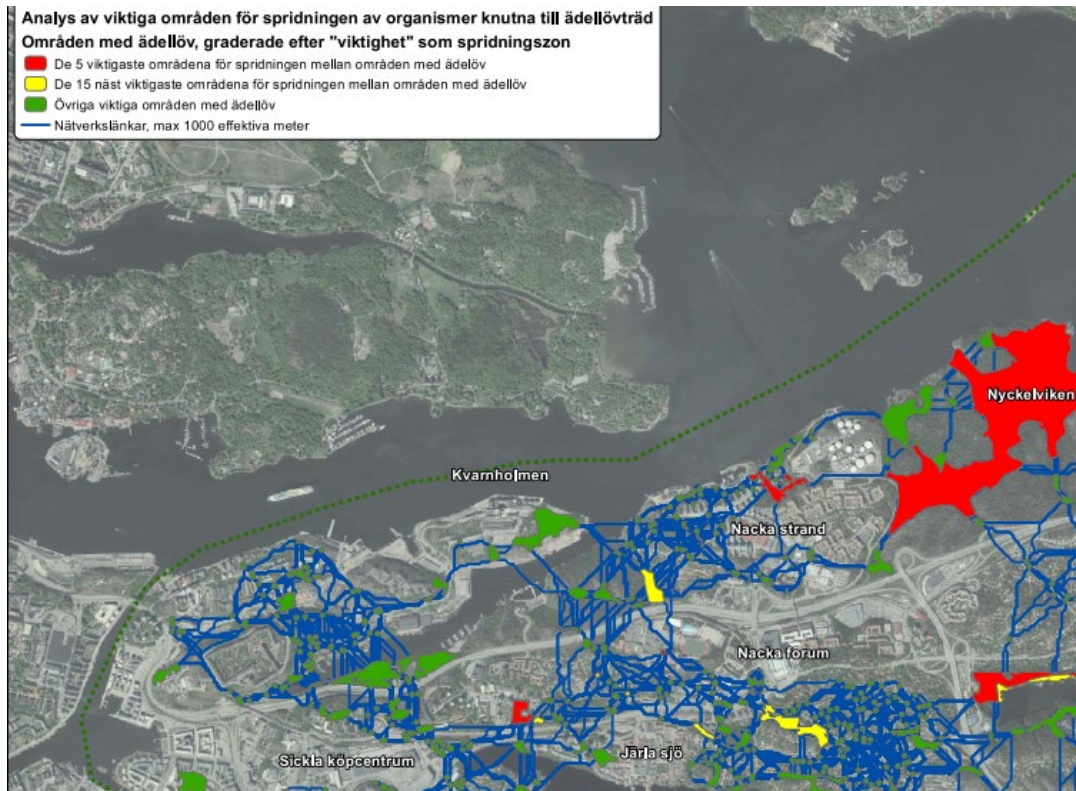 Analys av viktiga områden för spridningen av organismer knutna till ädellövträd
Områden med ädellöv, graderade efter "viktighet" som spridningszon
De 5 viktigaste områdena för spridningen mellan områden med ädelöv
De 15 näst viktigaste områdena för spridningen mellan områden med ädellöv
Övriga viktiga områden med ädellöv
Nätverkslänkar, max 1000 effektiva meter
Nyckelviken
Kvarnholmen
Nacka strand
Nacka forum
Järla sjö
Sickla köpcentrum